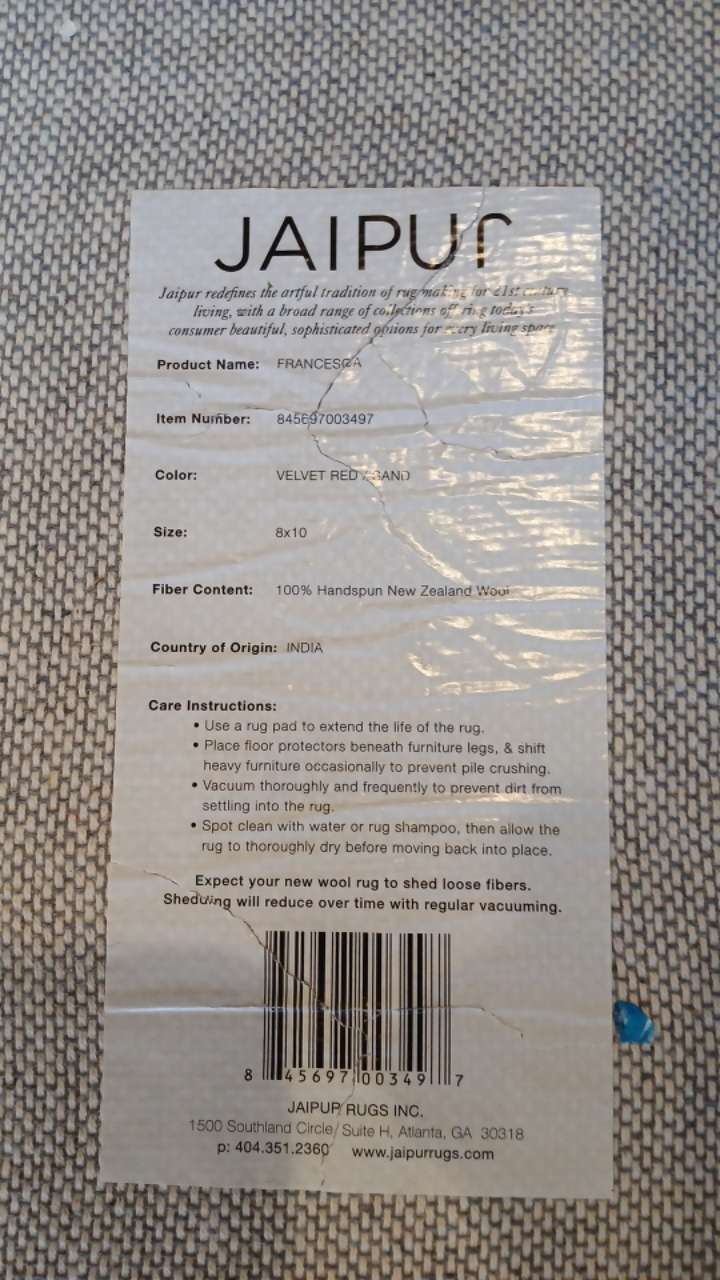 JAIPUR
Jaipur redefines the artful tradition of rug making for 21st century
living, with a broad range of collections offering today's
consumer beautiful, sophisticated options for every living space.
Product Name: FRANCESCA
Item Number: 845697003497
Color: VELVET RED / SAND
Size: 8x10
Fiber Content: 100% Handspun New Zealand Wool
Country of Origin: INDIA
Care Instructions:
• Use a rug pad to extend the life of the rug.
• Place floor protectors beneath furniture legs, & shift
heavy furniture occasionally to prevent pile crushing.
• Vacuum thoroughly and frequently to prevent dirt from
settling into the rug.
• Spot clean with water or rug shampoo, then allow the
rug to thoroughly dry before moving back into place.
Expect your new wool rug to shed loose fibers.
Shedding will reduce over time with regular vacuuming.
8 45697 00349 7
JAIPUR RUGS INC.
1500 Southland Circle, Suite H, Atlanta, GA 30318
p: 404.351.2360 www.jaipurrugs.com